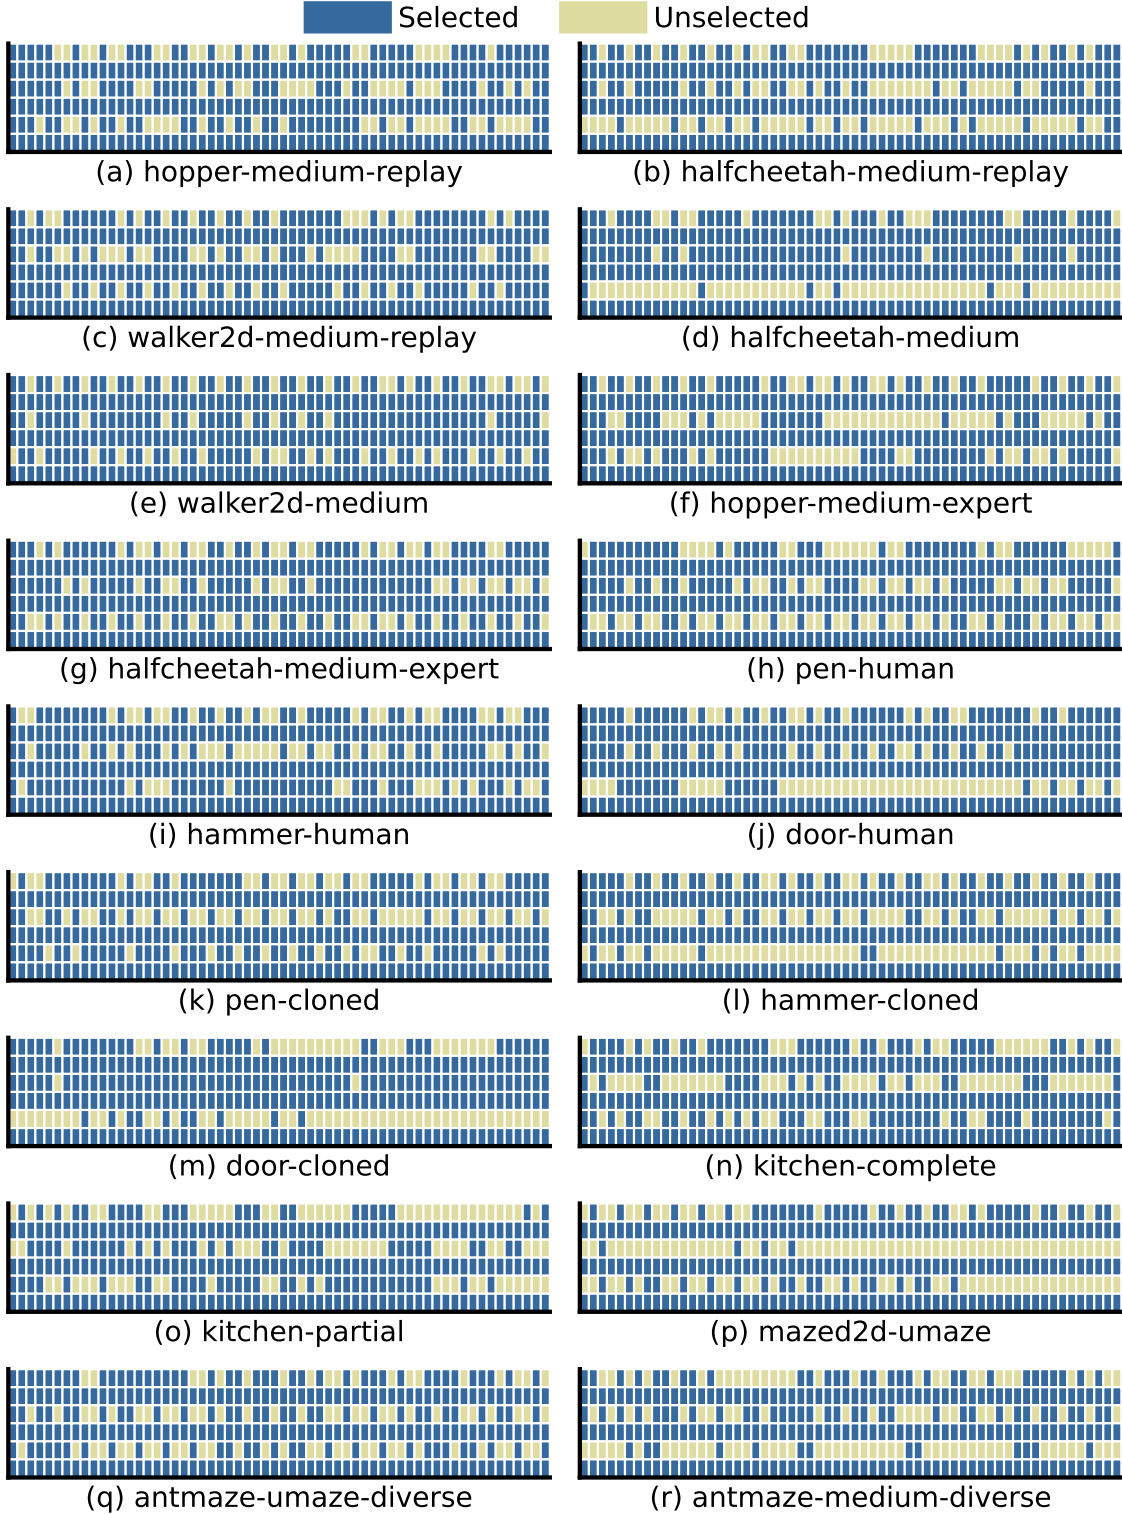 Selected Unselected
(a) hopper-medium-replay (b) halfcheetah-medium-replay
(c) walker2d-medium-replay (d) halfcheetah-medium
(e) walker2d-medium (f) hopper-medium-expert
(g) halfcheetah-medium-expert (h) pen-human
(i) hammer-human (j) door-human
(k) pen-cloned (l) hammer-cloned
(m) door-cloned (n) kitchen-complete
(o) kitchen-partial (p) mazed2d-umaze
(q) antmaze-umaze-diverse (r) antmaze-medium-diverse